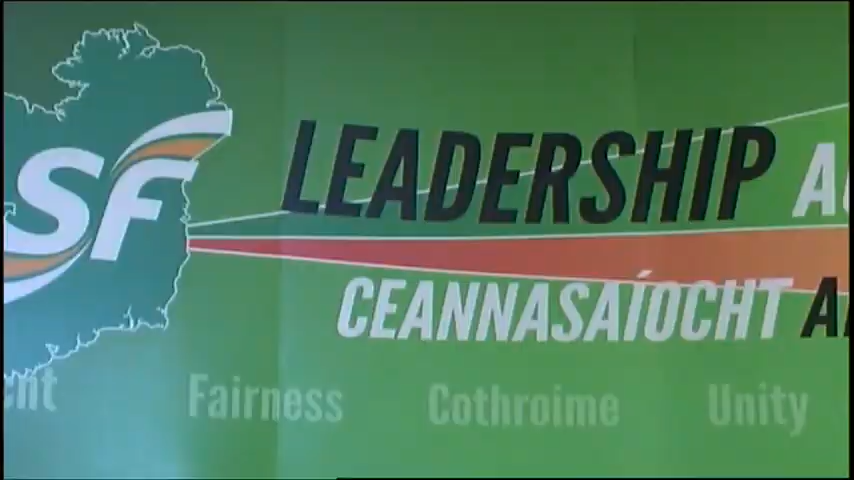 SF
LEADERSHIP
CEANNASAÍOCHT
Fairness Cothroime Unity